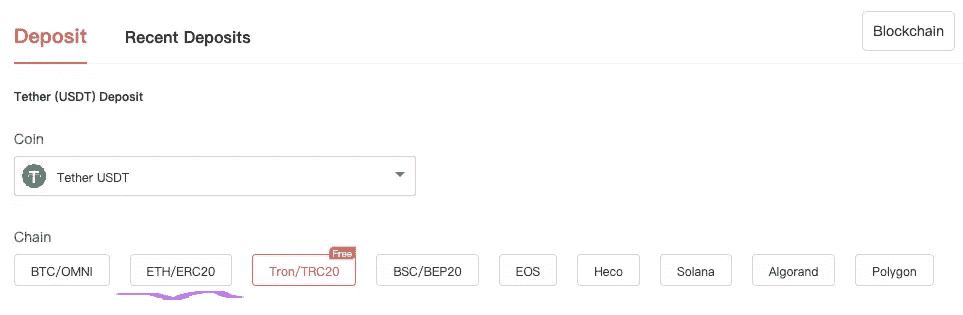 Deposit Recent Deposits Blockchain
Tether (USDT) Deposit
Coin
T Tether USDT
Chain
Free
BTC/OMNI ETH/ERC20 Tron/TRC20 BSC/BEP20 EOS Heco Solana Algorand Polygon